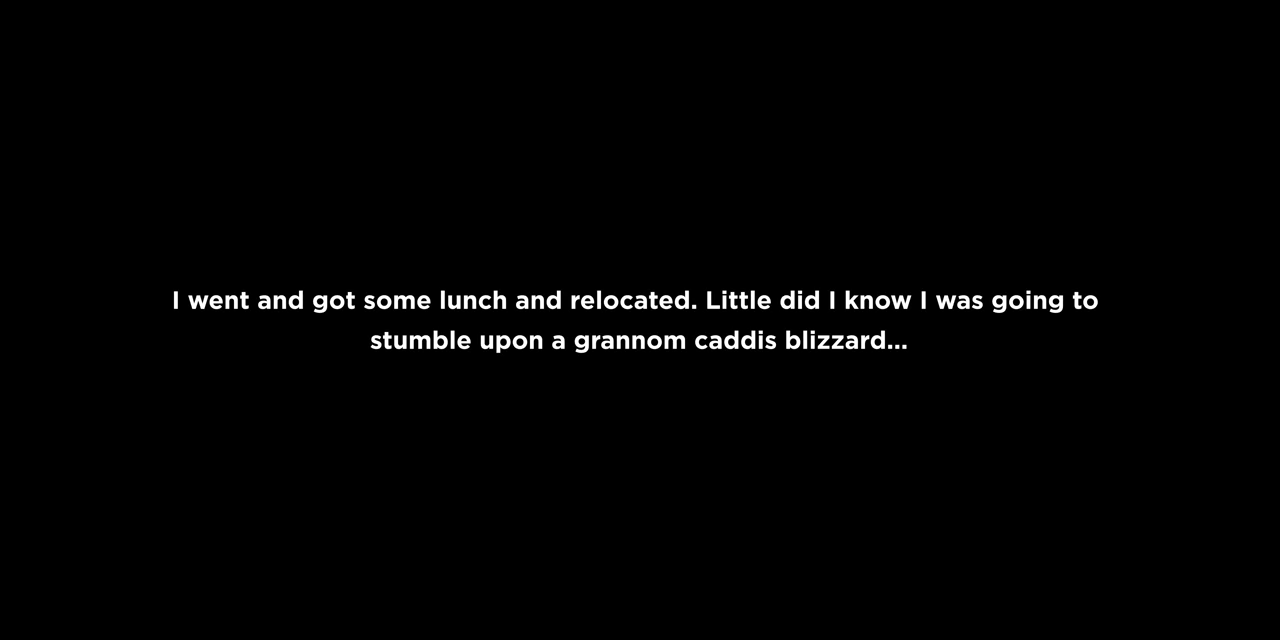 I went and got some lunch and relocated. Little did I know I was going to
stumble upon a grannom caddis blizzard...